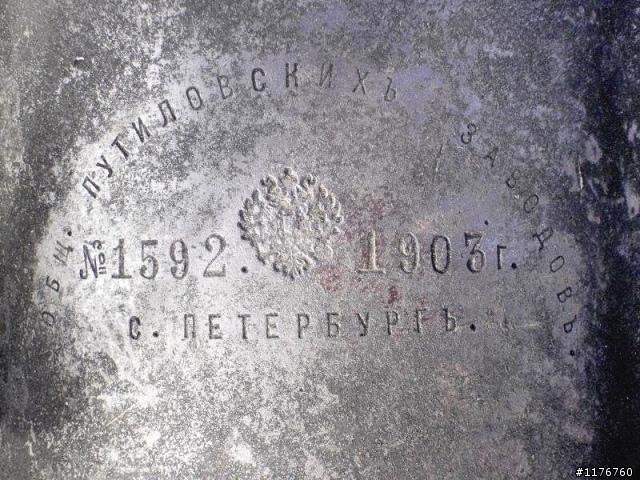 ОБЩ. ПУТИЛОВСКИХЪ ЗАВОДОВЪ.
№1592. 1903г.
С. ПЕТЕРБУРГЪ.
#1176760